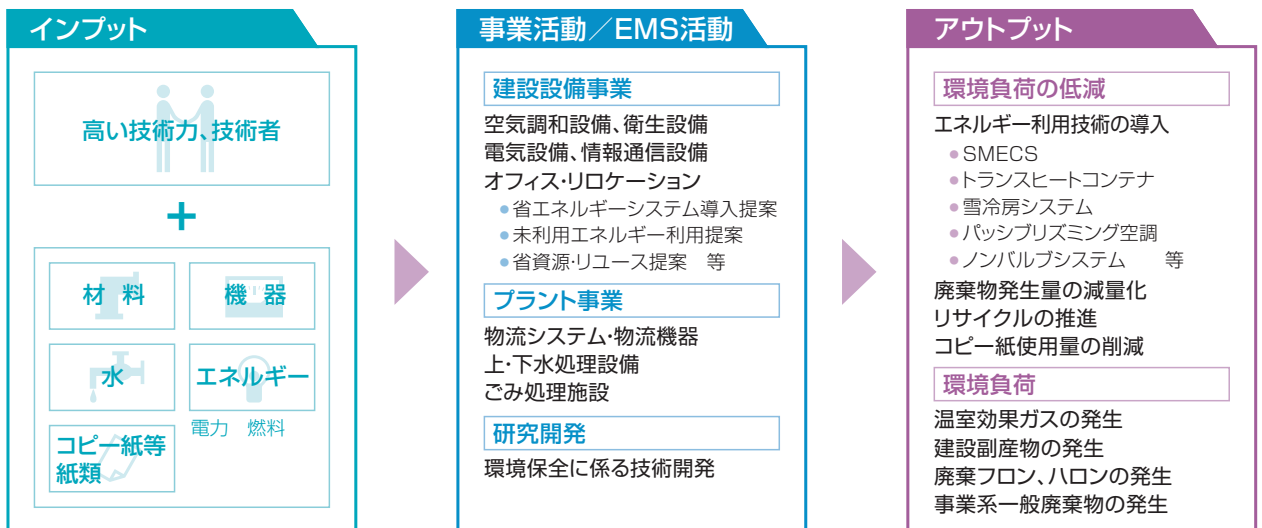 インプット
高い技術力、技術者
+
材 料
機 器
水
エネルギー
電力 燃料
コピー紙等
紙類
事業活動／EMS活動
建設設備事業
空気調和設備、衛生設備
電気設備、情報通信設備
オフィス・リロケーション
●省エネルギーシステム導入提案
●未利用エネルギー利用提案
●省資源・リユース提案 等
プラント事業
物流システム・物流機器
上・下水処理設備
ごみ処理施設
研究開発
環境保全に係る技術開発
アウトプット
環境負荷の低減
エネルギー利用技術の導入
●SMECS
●トランスヒートコンテナ
●雪冷房システム
●パッシブリズミング空調
●ノンバルブシステム 等
廃棄物発生量の減量化
リサイクルの推進
コピー紙使用量の削減
環境負荷
温室効果ガスの発生
建設副産物の発生
廃棄フロン、ハロンの発生
事業系一般廃棄物の発生